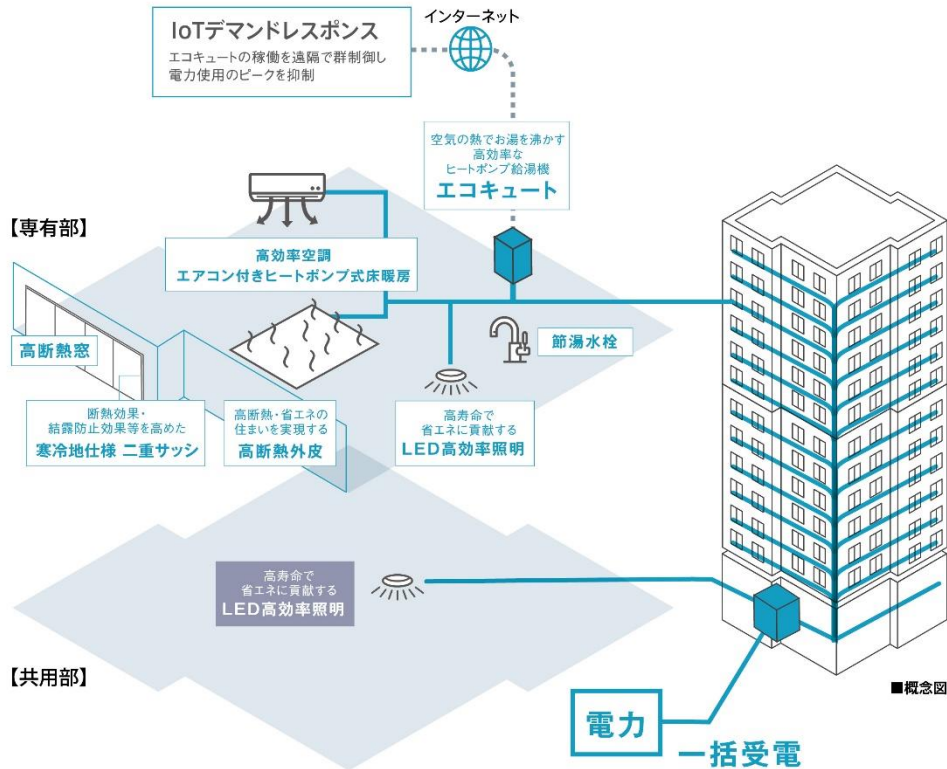 IoTデマンドレスポンス
エコキュートの稼働を遠隔で群制御し
電力使用のピークを抑制
インターネット
空気の熱でお湯を沸かす
高効率な
ヒートポンプ給湯機
エコキュート
【専有部】
高効率空調
エアコン付きヒートポンプ式床暖房
高断熱窓
断熱効果・
結露防止効果等を高めた
寒冷地仕様 二重サッシ
高断熱・省エネの
住まいを実現する
高断熱外皮
節湯水栓
高寿命で
省エネに貢献する
LED高効率照明
高寿命で
省エネに貢献する
LED高効率照明
【共用部】
■概念図
電力
一括受電